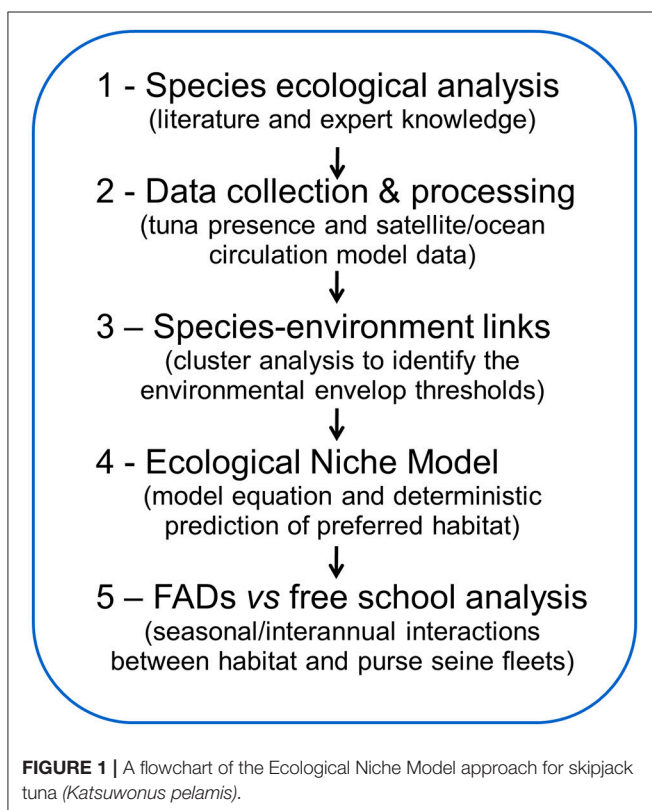 1 - Species ecological analysis
(literature and expert knowledge)
2 - Data collection & processing
(tuna presence and satellite/ocean
circulation model data)
3 – Species-environment links
(cluster analysis to identify the
environmental envelop thresholds)
4 - Ecological Niche Model
(model equation and deterministic
prediction of preferred habitat)
5 – FADs vs free school analysis
(seasonal/interannual interactions
between habitat and purse seine fleets)
FIGURE 1 | A flowchart of the Ecological Niche Model approach for skipjack
tuna (Katsuwonus pelamis).